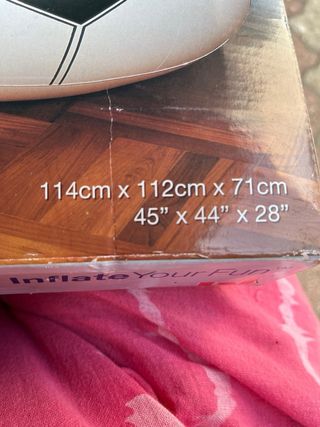 114cm x 112cm x 71cm
45” x 44” x 28”
Inflate Your Fun